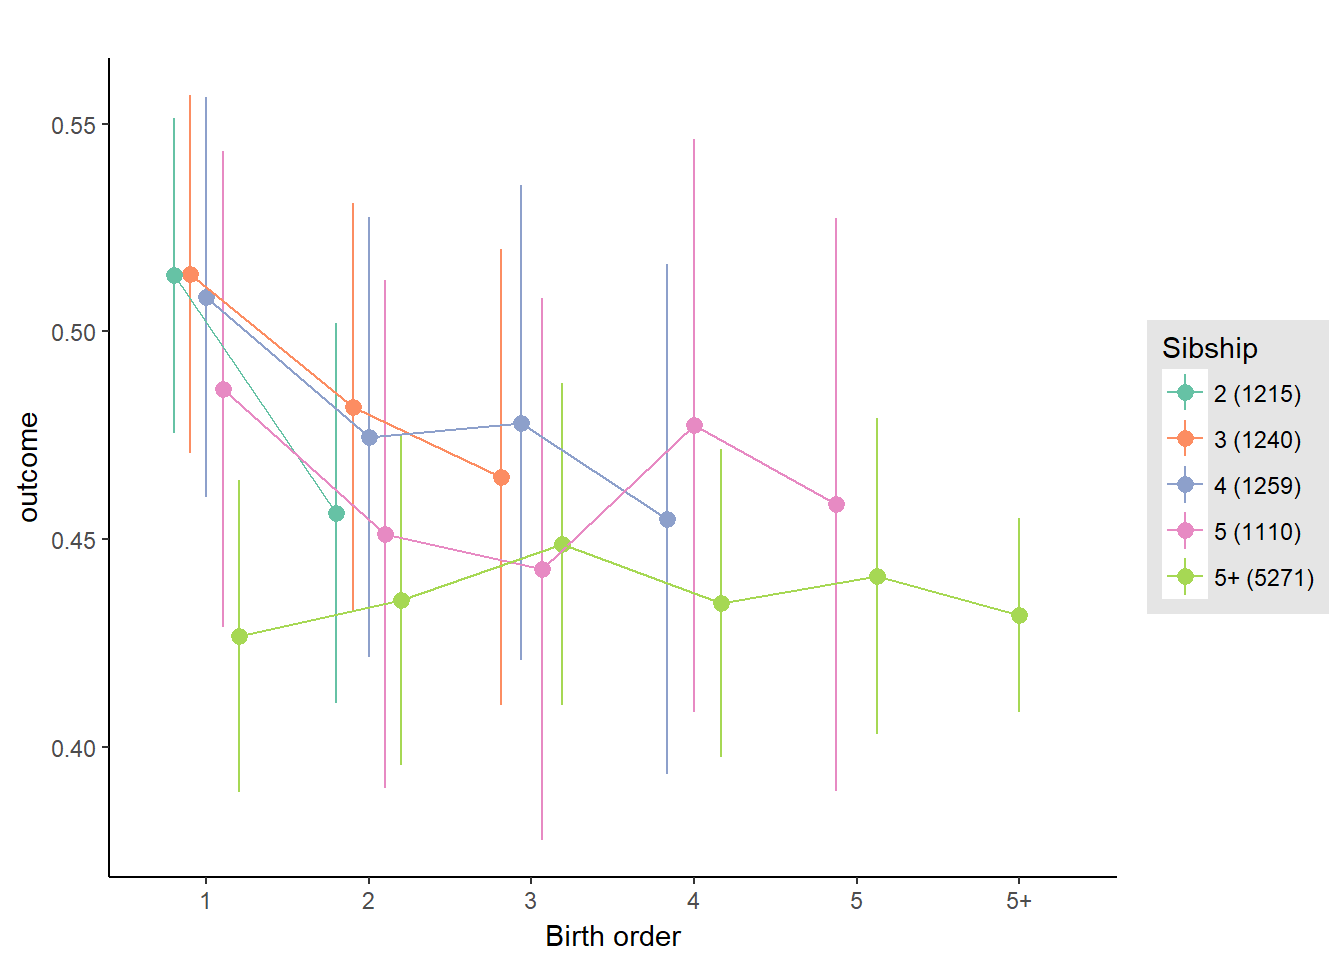 0.55
0.50
0.45
0.40
outcome
1 2 3 4 5 5+
Birth order
Sibship
2 (1215)
3 (1240)
4 (1259)
5 (1110)
5+ (5271)